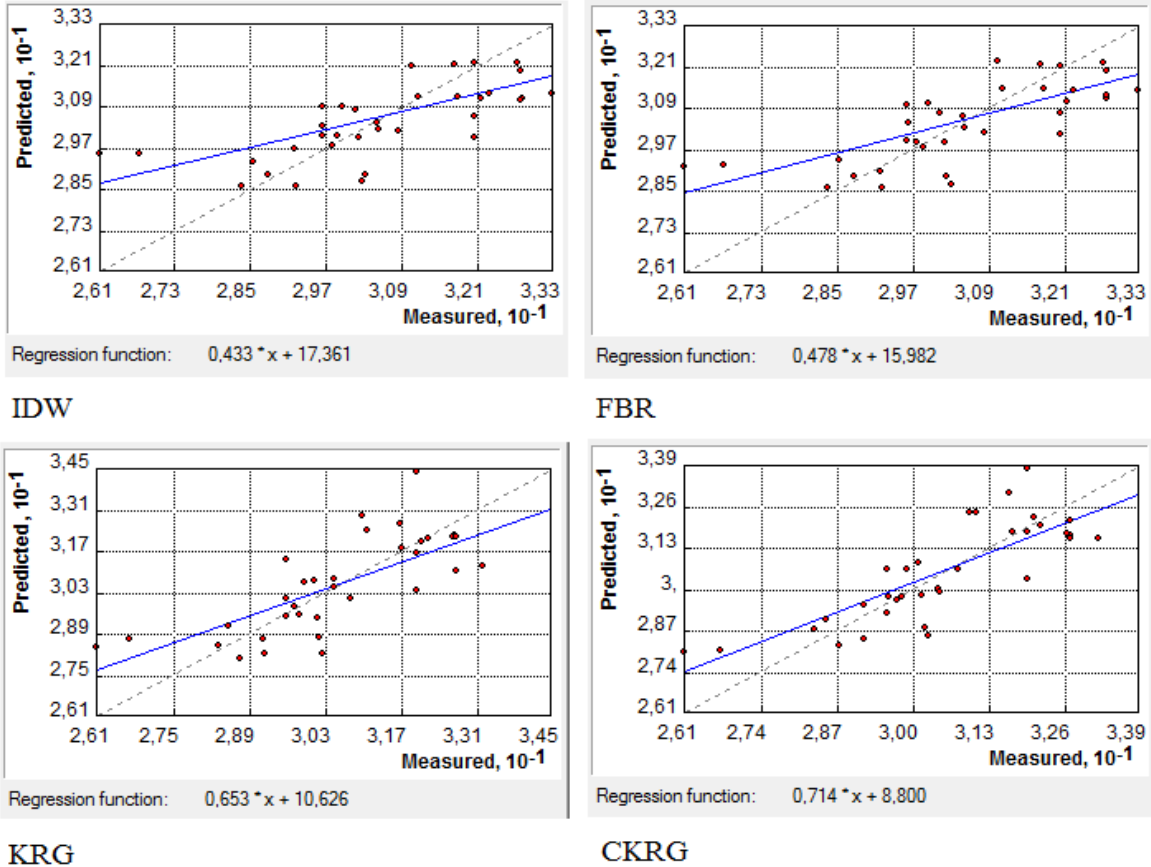 Predicted, 10-1
3,33
3,21
3,09
2,97
2,85
2,73
2,61
2,61 2,73 2,85 2,97 3,09 3,21 3,33
Measured, 10-1
Regression function: 0,433 * x + 17,361
IDW
Predicted, 10-1
3,33
3,21
3,09
2,97
2,85
2,73
2,61
2,61 2,73 2,85 2,97 3,09 3,21 3,33
Measured, 10-1
Regression function: 0,478 * x + 15,982
FBR
Predicted, 10-1
3,45
3,31
3,17
3,03
2,89
2,75
2,61
2,61 2,75 2,89 3,03 3,17 3,31 3,45
Measured, 10-1
Regression function: 0,653 * x + 10,626
KRG
Predicted, 10-1
3,39
3,26
3,13
3,
2,87
2,74
2,61
2,61 2,74 2,87 3,00 3,13 3,26 3,39
Measured, 10-1
Regression function: 0,714 * x + 8,800
CKRG